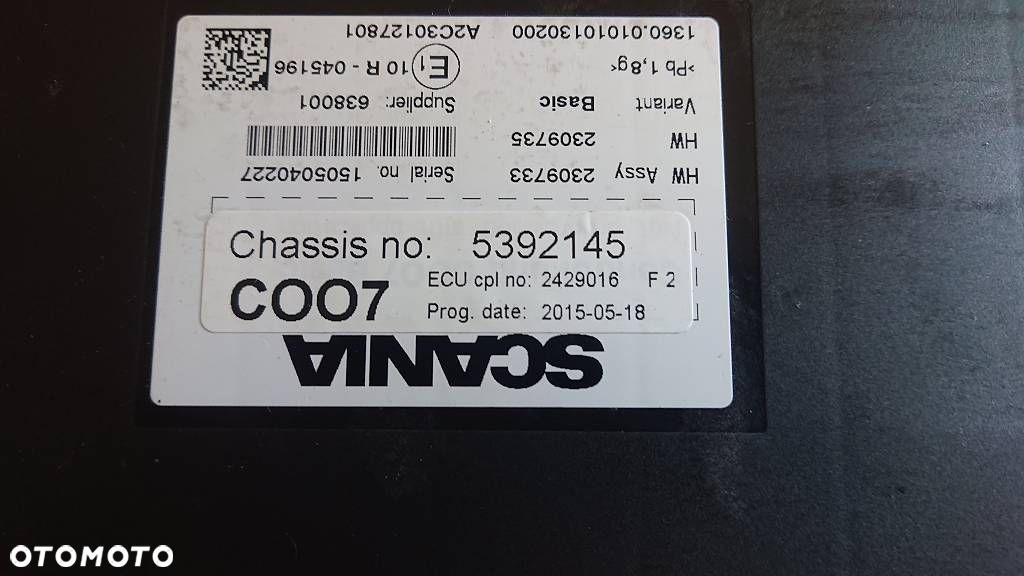 SCANIA
Chassis no: 5392145
COO7
ECU cpl no: 2429016 F 2
Prog. date: 2015-05-18
HW Assy 2309733 Serial no. 1505040227
HW 2309735
Variant Basic Supplier: 638001
>Pb 1,8g< E1 10 R - 045196
1360.01010130200 A2C30127801
OTOMOTO